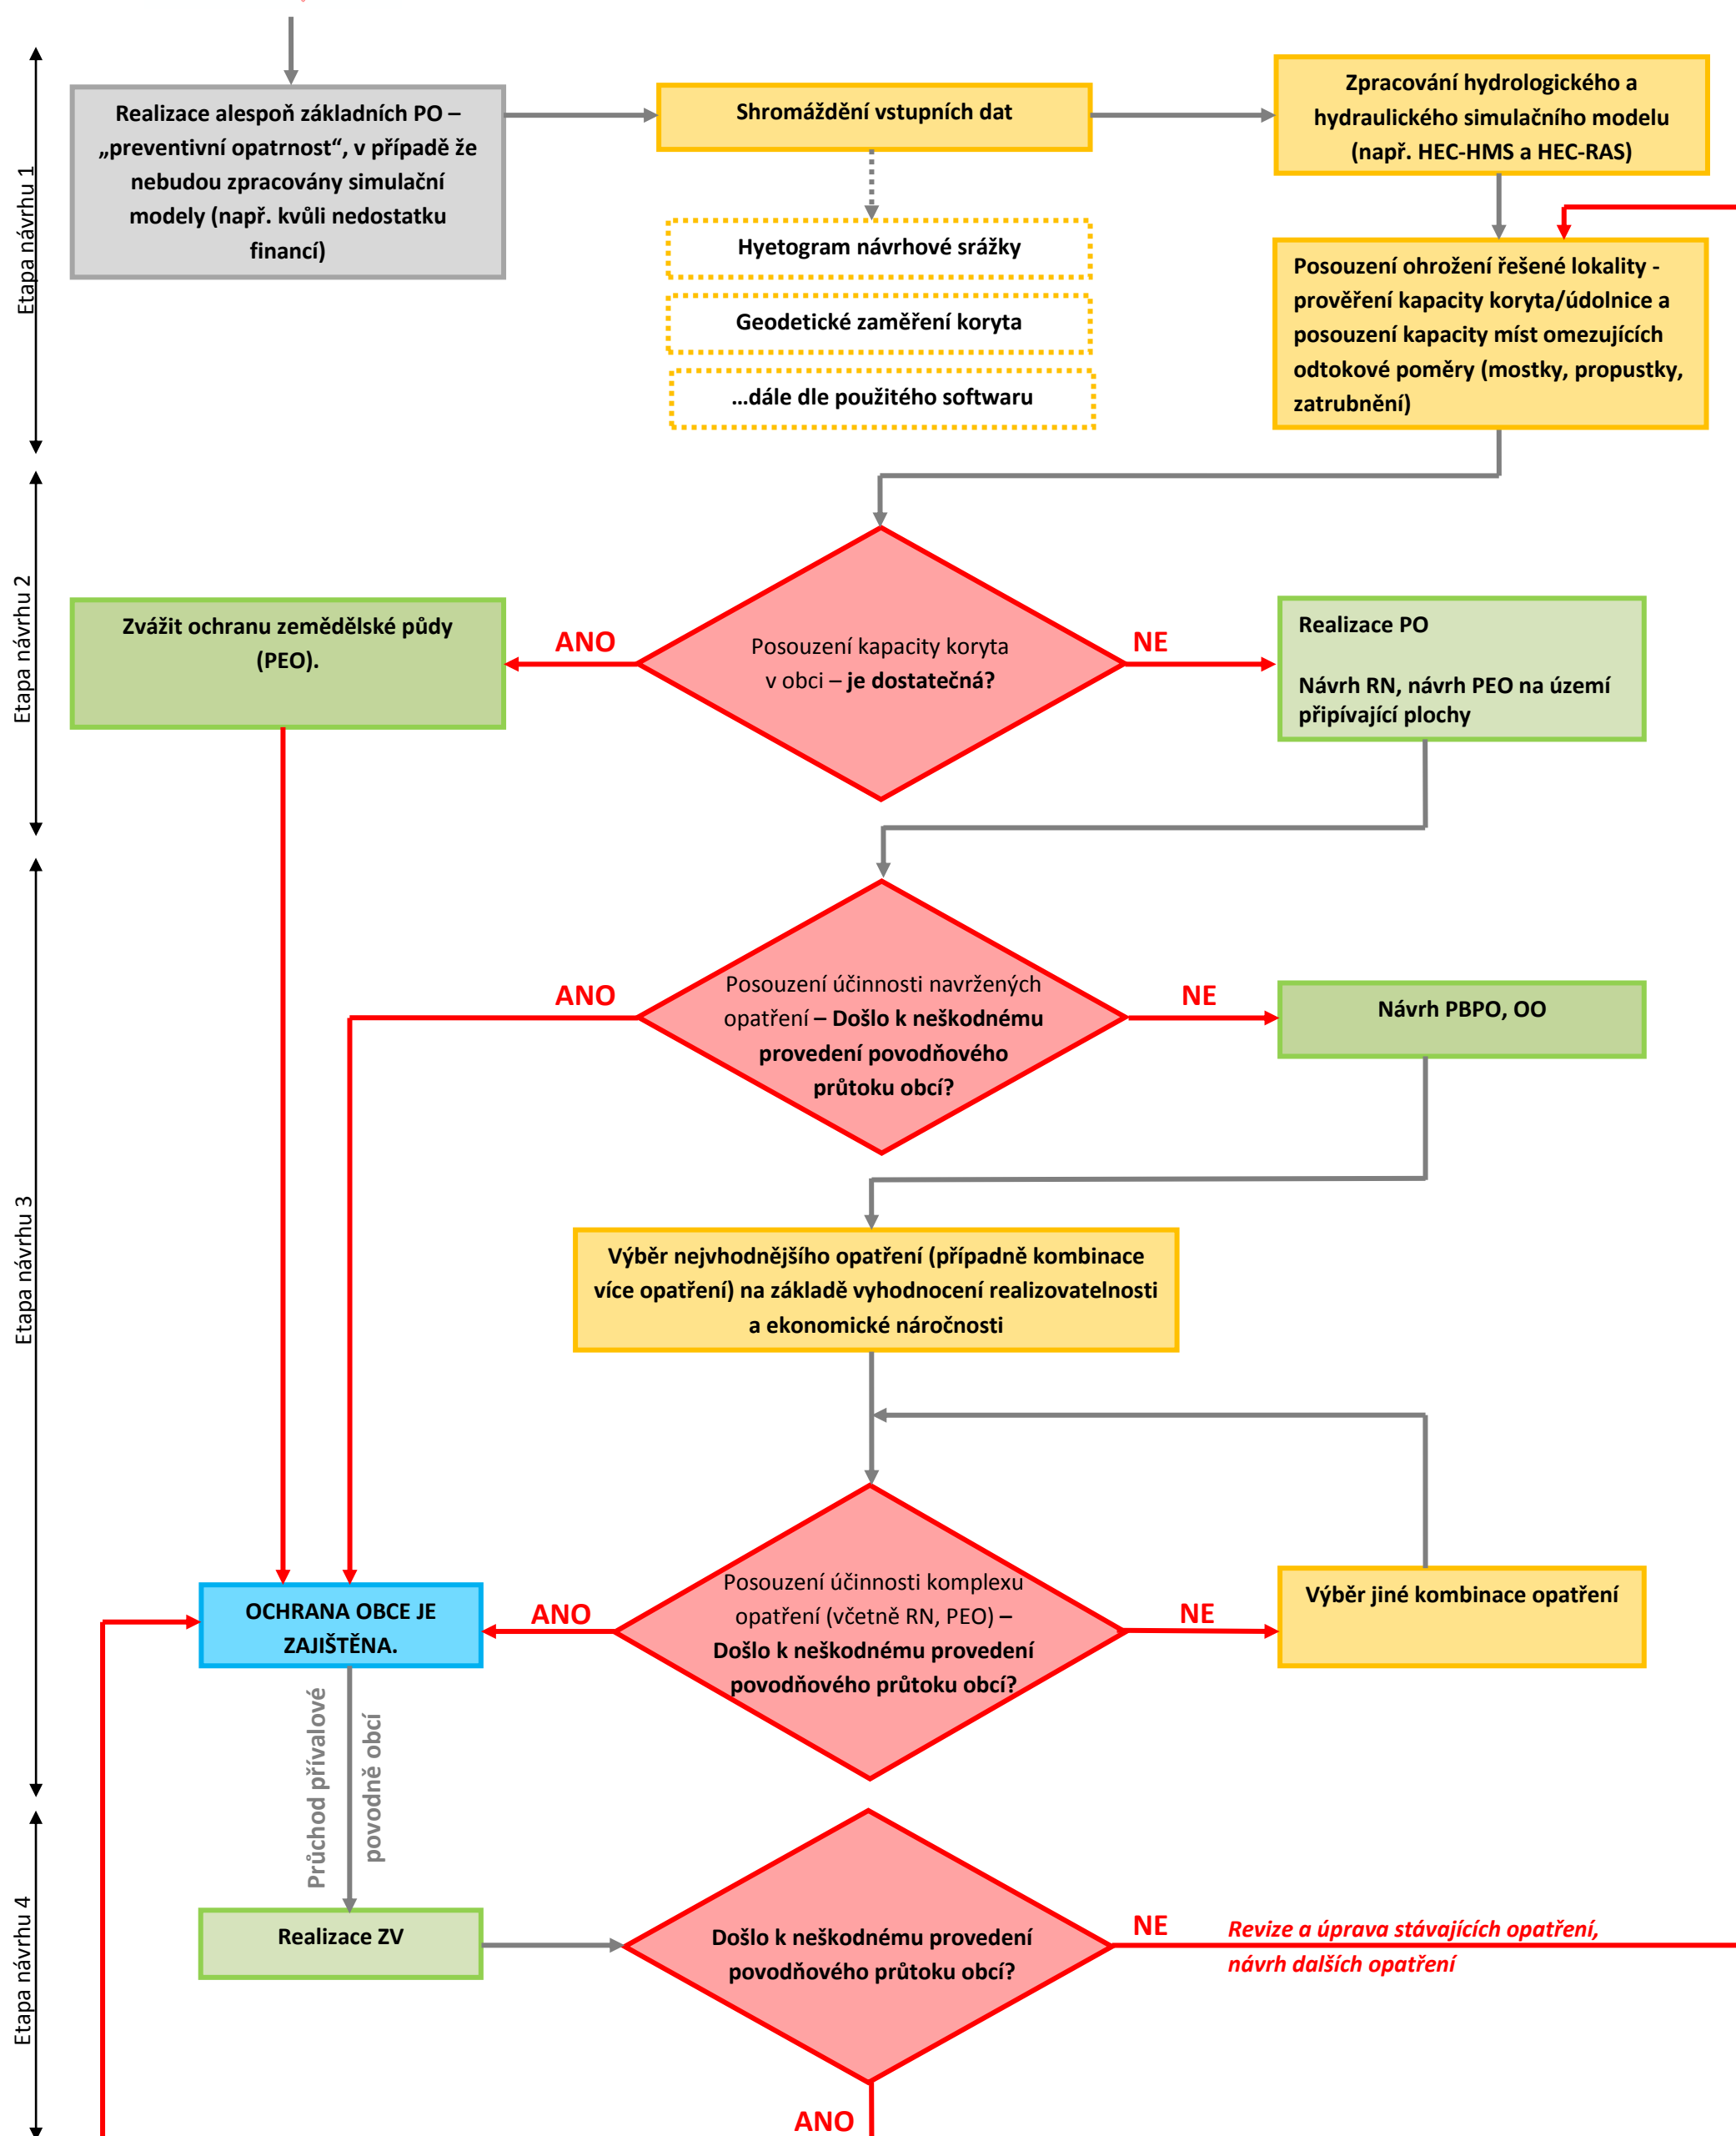 Etapa návrhu 1
Realizace alespoň základních PO –
„preventivní opatrnost“, v případě že
nebudou zpracovány simulační
modely (např. kvůli nedostatku
financí)
Shromáždění vstupních dat
Hyetogram návrhové srážky
Geodetické zaměření koryta
...dále dle použitého softwaru
Zpracování hydrologického a
hydraulického simulačního modelu
(např. HEC-HMS a HEC-RAS)
Posouzení ohrožení řešené lokality -
prověření kapacity koryta/údolnice a
posouzení kapacity míst omezujících
odtokové poměry (mostky, propustky,
zatrubnění)
Etapa návrhu 2
Zvážit ochranu zemědělské půdy
(PEO).
ANO
Posouzení kapacity koryta
v obci – je dostatečná?
NE
Realizace PO
Návrh RN, návrh PEO na území
připívající plochy
Etapa návrhu 3
ANO
Posouzení účinnosti navržených
opatření – Došlo k neškodnému
provedení povodňového
průtoku obcí?
NE
Návrh PBPO, OO
Výběr nejvhodnějšího opatření (případně kombinace
více opatření) na základě vyhodnocení realizovatelnosti
a ekonomické náročnosti
OCHRANA OBCE JE
ZAJIŠTĚNA.
ANO
Posouzení účinnosti komplexu
opatření (včetně RN, PEO) –
Došlo k neškodnému provedení
povodňového průtoku obcí?
NE
Výběr jiné kombinace opatření
Průchod přívalové
povodně obcí
Etapa návrhu 4
Realizace ZV
Došlo k neškodnému provedení
povodňového průtoku obcí?
NE
Revize a úprava stávajících opatření,
návrh dalších opatření
ANO